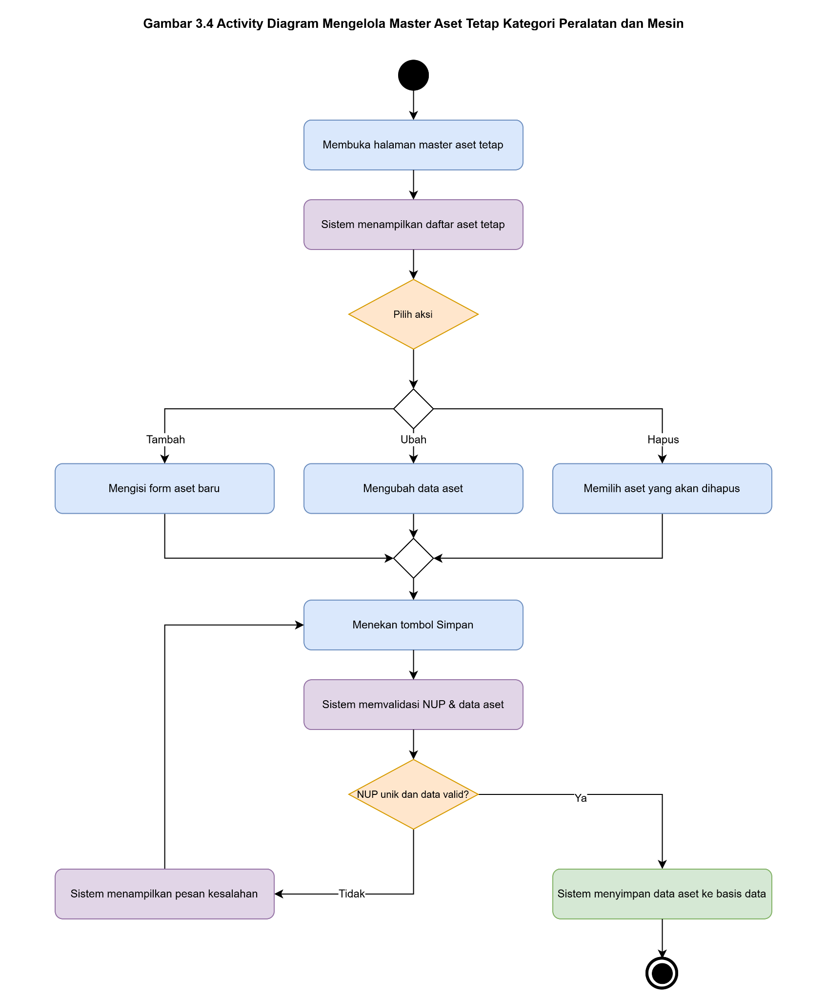 Gambar 3.4 Activity Diagram Mengelola Master Aset Tetap Kategori Peralatan dan Mesin
Membuka halaman master aset tetap
Sistem menampilkan daftar aset tetap
Pilih aksi
Tambah
Ubah
Hapus
Mengisi form aset baru
Mengubah data aset
Memilih aset yang akan dihapus
Menekan tombol Simpan
Sistem memvalidasi NUP & data aset
NUP unik dan data valid?
Ya
Tidak
Sistem menampilkan pesan kesalahan
Sistem menyimpan data aset ke basis data